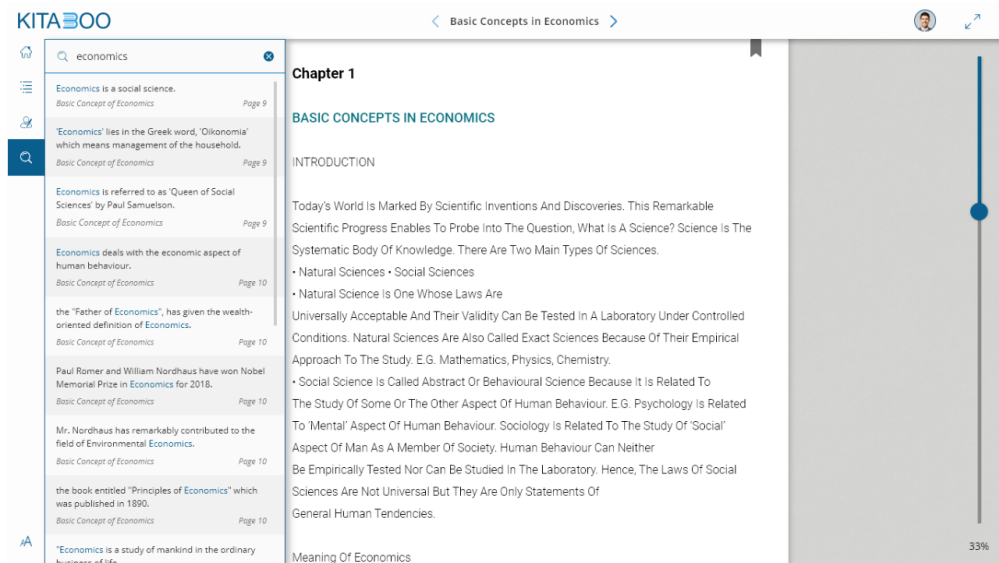 KITABOO
Basic Concepts in Economics
economics
Economics is a social science.
Basic Concept of Economics Page 9
'Economics' lies in the Greek word, 'Oikonomia'
which means management of the household.
Basic Concept of Economics Page 9
Economics is referred to as 'Queen of Social
Sciences' by Paul Samuelson.
Basic Concept of Economics Page 9
Economics deals with the economic aspect of
human behaviour.
Basic Concept of Economics Page 10
the "Father of Economics", has given the wealth-
oriented definition of Economics.
Basic Concept of Economics Page 10
Paul Romer and William Nordhaus have won Nobel
Memorial Prize in Economics for 2018.
Basic Concept of Economics Page 10
Mr. Nordhaus has remarkably contributed to the
field of Environmental Economics.
Basic Concept of Economics Page 10
the book entitled "Principles of Economics" which
was published in 1890.
Basic Concept of Economics Page 10
"Economics is a study of mankind in the ordinary
business of life
AA
Chapter 1
BASIC CONCEPTS IN ECONOMICS
INTRODUCTION
Today's World Is Marked By Scientific Inventions And Discoveries. This Remarkable
Scientific Progress Enables To Probe Into The Question, What Is A Science? Science Is The
Systematic Body Of Knowledge. There Are Two Main Types Of Sciences.
• Natural Sciences • Social Sciences
• Natural Science Is One Whose Laws Are
Universally Acceptable And Their Validity Can Be Tested In A Laboratory Under Controlled
Conditions. Natural Sciences Are Also Called Exact Sciences Because Of Their Empirical
Approach To The Study. E.G. Mathematics, Physics, Chemistry.
• Social Science Is Called Abstract Or Behavioural Science Because It Is Related To
The Study Of Some Or The Other Aspect Of Human Behaviour. E.G. Psychology Is Related
To 'Mental' Aspect Of Human Behaviour. Sociology Is Related To The Study Of 'Social'
Aspect Of Man As A Member Of Society. Human Behaviour Can Neither
Be Empirically Tested Nor Can Be Studied In The Laboratory. Hence, The Laws Of Social
Sciences Are Not Universal But They Are Only Statements Of
General Human Tendencies.
Meaning Of Economics
33%